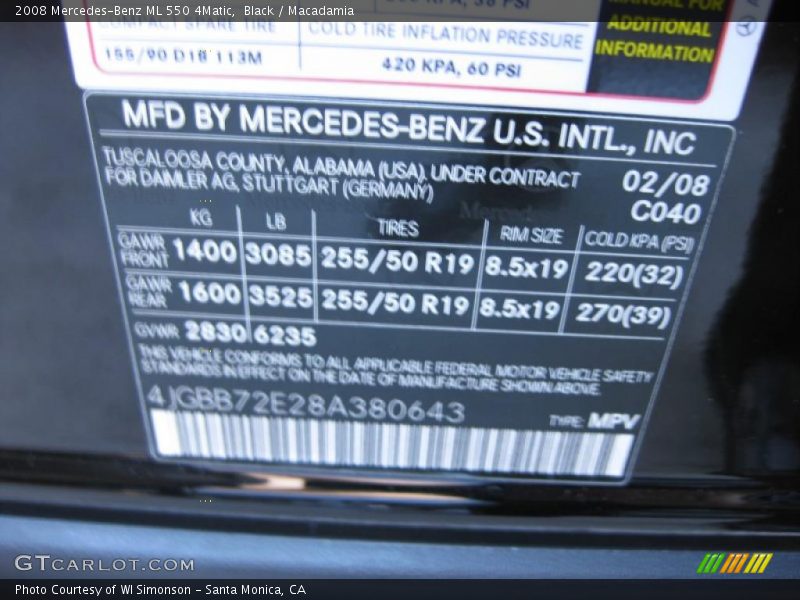 2008 Mercedes-Benz ML 550 4Matic, Black / Macadamia
MANUAL FOR
ADDITIONAL
INFORMATION
COMPACT SPARE TIRE COLD TIRE INFLATION PRESSURE
155/90 D18 113M 420 KPA, 60 PSI
MFD BY MERCEDES-BENZ U.S. INTL., INC
TUSCALOOSA COUNTY, ALABAMA (USA), UNDER CONTRACT
FOR DAIMLER AG, STUTTGART (GERMANY)
02/08
C040
KG LB TIRES RIM SIZE COLD KPA (PSI)
GAWR FRONT 1400 3085 255/50 R19 8.5x19 220(32)
GAWR REAR 1600 3525 255/50 R19 8.5x19 270(39)
GVWR 2830 6235
THIS VEHICLE CONFORMS TO ALL APPLICABLE FEDERAL MOTOR VEHICLE SAFETY
STANDARDS IN EFFECT ON THE DATE OF MANUFACTURE SHOWN ABOVE.
4JGBB72E28A380643 TYPE: MPV
GTCARLOT.COM
Photo Courtesy of WI Simonson - Santa Monica, CA